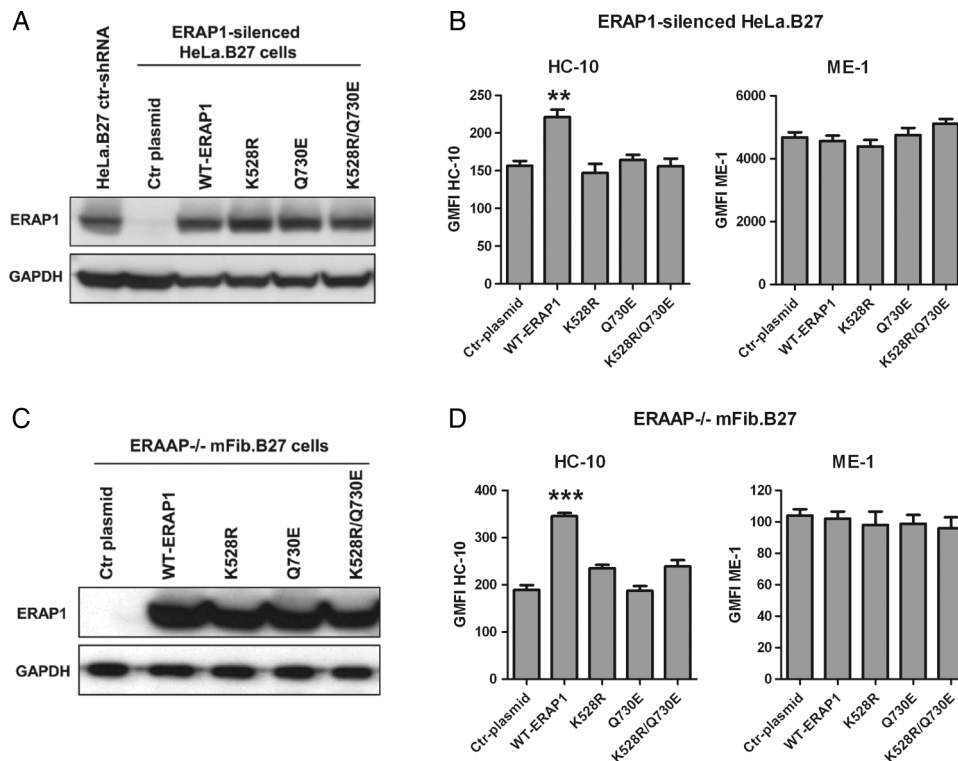 A
ERAP1-silenced
HeLa.B27 cells
HeLa.B27 ctr-shRNA
Ctr plasmid
WT-ERAP1
K528R
Q730E
K528R/Q730E
ERAP1
GAPDH
B
ERAP1-silenced HeLa.B27
HC-10
GMFI HC-10
250
200
150
100
50
0
**
Ctr-plasmid
WT-ERAP1
K528R
Q730E
K528R/Q730E
ME-1
GMFI ME-1
6000
4000
2000
0
Ctr-plasmid
WT-ERAP1
K528R
Q730E
K528R/Q730E
C
ERAAP-/- mFib.B27 cells
Ctr plasmid
WT-ERAP1
K528R
Q730E
K528R/Q730E
ERAP1
GAPDH
D
ERAAP-/- mFib.B27
HC-10
GMFI HC-10
400
300
200
100
0
***
Ctr-plasmid
WT-ERAP1
K528R
Q730E
K528R/Q730E
ME-1
GMFI ME-1
120
100
80
60
40
20
0
Ctr-plasmid
WT-ERAP1
K528R
Q730E
K528R/Q730E